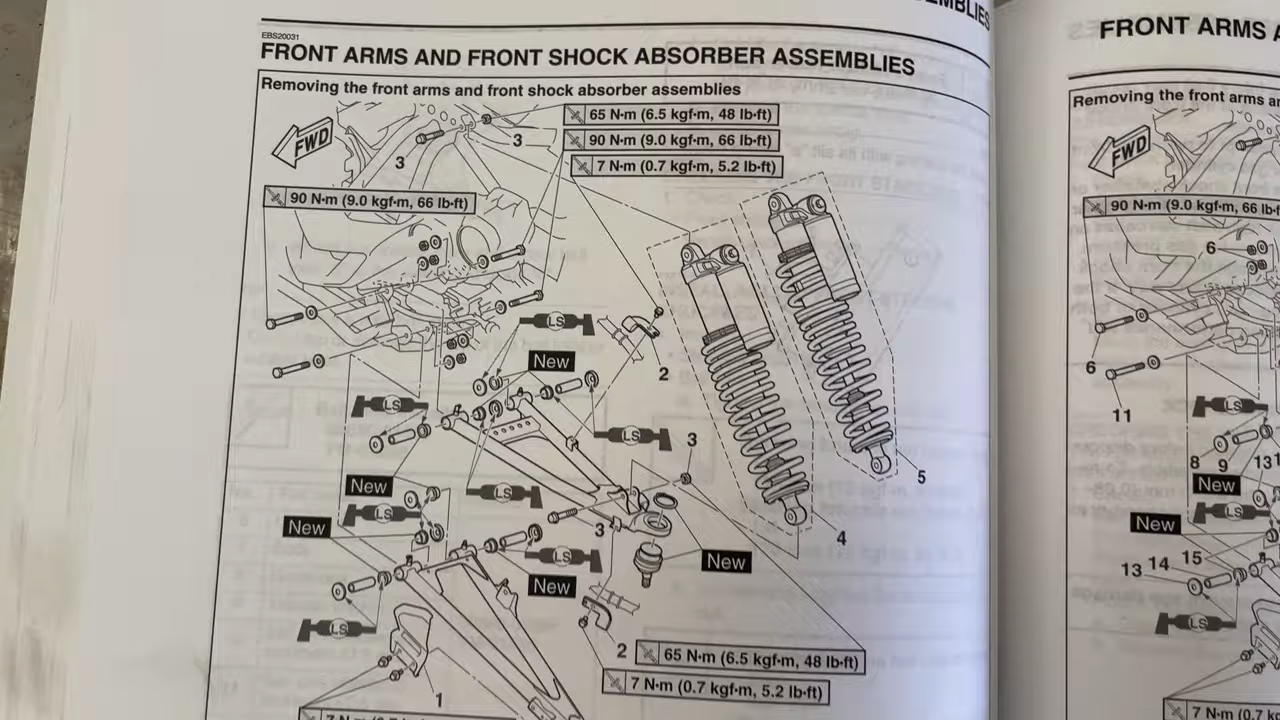 EMBLIES
EBS20031
FRONT ARMS AND FRONT SHOCK ABSORBER ASSEMBLIES
Removing the front arms and front shock absorber assemblies
FWD
3
3
65 N·m (6.5 kgf·m, 48 lb·ft)
90 N·m (9.0 kgf·m, 66 lb·ft)
7 N·m (0.7 kgf·m, 5.2 lb·ft)
90 N·m (9.0 kgf·m, 66 lb·ft)
LS
New
2
LS
LS
3
5
New
LS
LS
New
3
4
LS
New
New
LS
2
65 N·m (6.5 kgf·m, 48 lb·ft)
7 N·m (0.7 kgf·m, 5.2 lb·ft)
1
7 N·m
FRONT ARMS A
Removing the front arms ar
FWD
90 N·m (9.0 kgf·m, 66 lb·f
6
6
11
LS
8 9 13
New
LS
New
13 14 15
LS
7 N·m (0.7 k